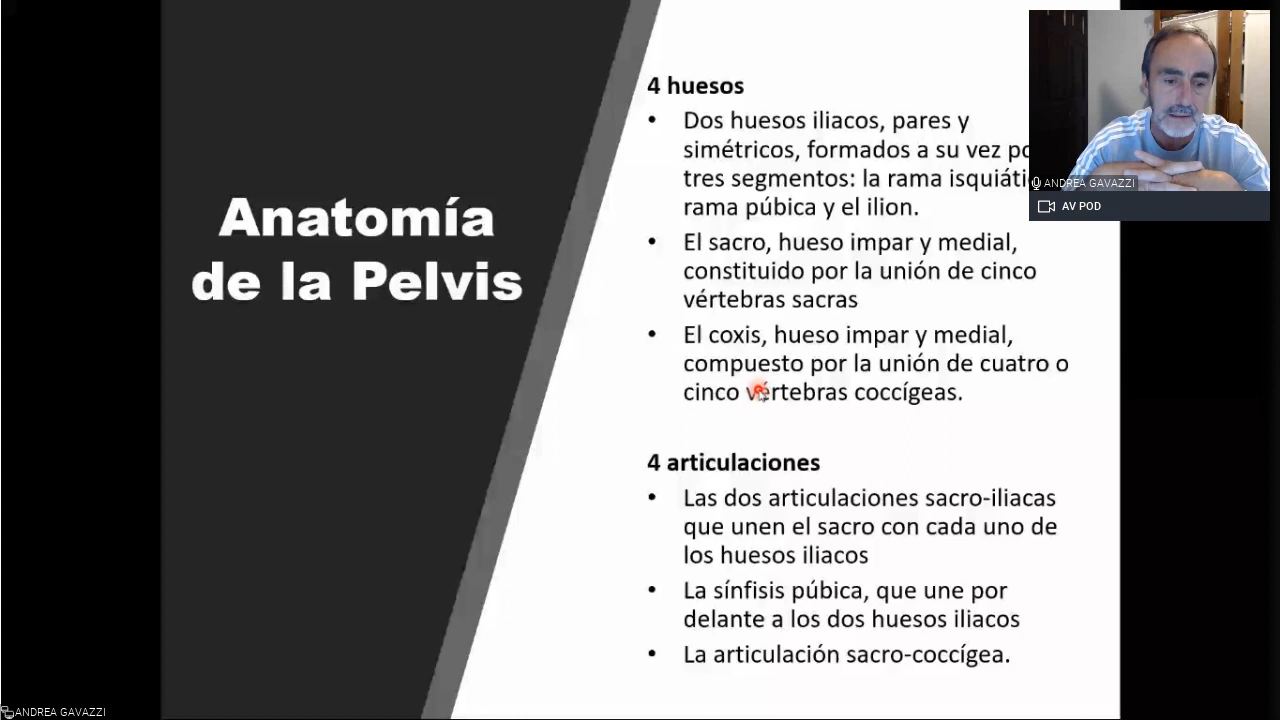 Anatomía
de la Pelvis
4 huesos
• Dos huesos iliacos, pares y
simétricos, formados a su vez
tres segmentos: la rama
rama púbica y el ilion.
• El sacro, hueso impar y medial,
constituido por la unión de cinco
vértebras sacras
• El coxis, hueso impar y medial,
compuesto por la unión de cuatro o
cinco vértebras coccígeas.
4 articulaciones
• Las dos articulaciones sacro-iliacas
que unen el sacro con cada uno de
los huesos iliacos
• La sínfisis púbica, que une por
delante a los dos huesos iliacos
• La articulación sacro-coccígea.
ANDREA GAVAZZI
AV POD
ANDREA GAVAZZI